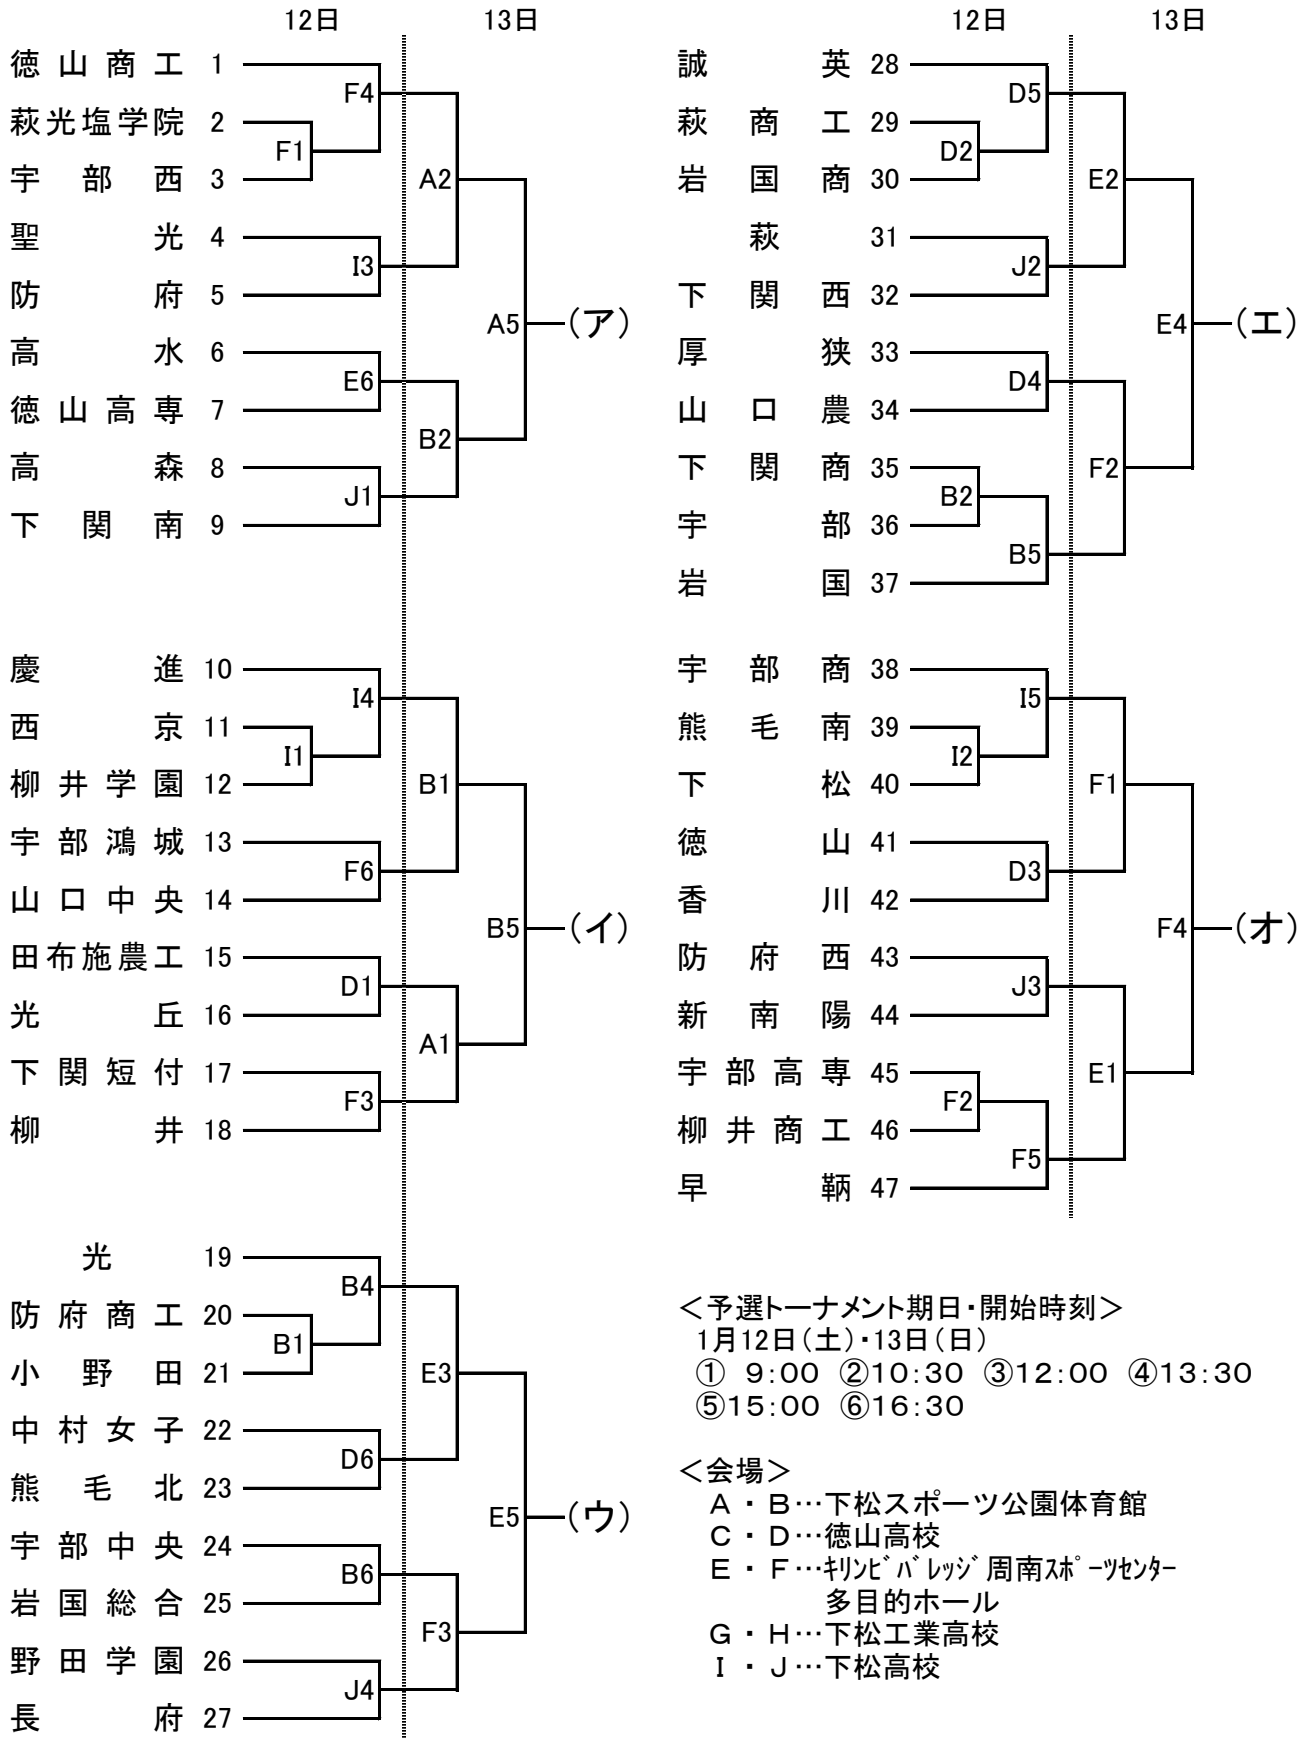 12日 13日
徳山商工 1
F4
萩光塩学院 2
F1
宇部西 3
A2
聖光 4
I3
防府 5
A5 (ア)
高水 6
E6
徳山高専 7
B2
高森 8
J1
下関南 9
慶進 10
I4
西京 11
I1
柳井学園 12
B1
宇部鴻城 13
F6
山口中央 14
B5 (イ)
田布施農工 15
D1
光丘 16
A1
下関短付 17
F3
柳井 18
光 19
B4
防府商工 20
B1
小野田 21
E3
中村女子 22
D6
熊毛北 23
E5 (ウ)
宇部中央 24
B6
岩国総合 25
F3
野田学園 26
J4
長府 27
12日 13日
誠英 28
D5
萩商工 29
D2
岩国商 30
E2
萩 31
J2
下関西 32
E4 (エ)
厚狭 33
D4
山口農 34
下関商 35
F2
B2
宇部 36
B5
岩国 37
宇部商 38
I5
熊毛南 39
I2
下松 40
F1
徳山 41
D3
香川 42
F4 (オ)
防府西 43
J3
新南陽 44
宇部高専 45
E1
F2
柳井商工 46
F5
早鞆 47
＜予選トーナメント期日・開始時刻＞
1月12日(土)・13日(日)
① 9:00 ②10:30 ③12:00 ④13:30
⑤15:00 ⑥16:30
＜会場＞
A・B…下松スポーツ公園体育館
C・D…徳山高校
E・F…ｷﾘﾝﾋﾞﾊﾞﾚｯｼﾞ周南ｽﾎﾟｰﾂｾﾝﾀｰ
多目的ホール
G・H…下松工業高校
I・J…下松高校